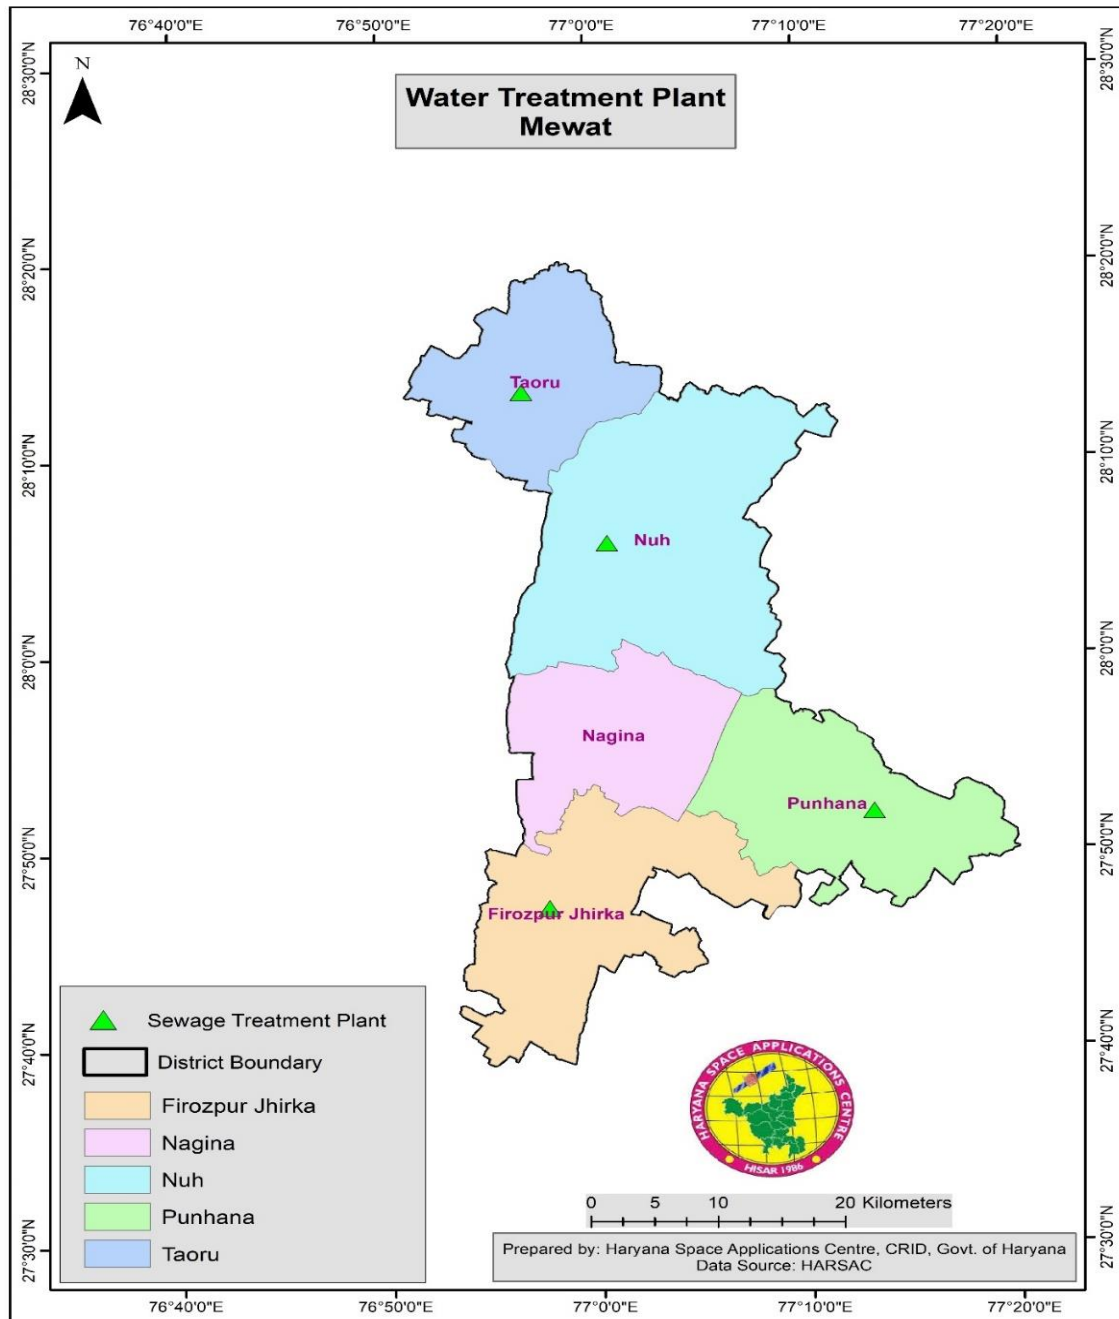 76°40'0"E 76°50'0"E 77°0'0"E 77°10'0"E 77°20'0"E
28°30'0"N 28°30'0"N
N
Water Treatment Plant
Mewat
28°20'0"N 28°20'0"N
Taoru
28°10'0"N 28°10'0"N
Nuh
28°0'0"N 28°0'0"N
Nagina
Punhana
27°50'0"N 27°50'0"N
Firozpur Jhirka
Sewage Treatment Plant
District Boundary
Firozpur Jhirka
Nagina
Nuh
Punhana
Taoru
27°40'0"N 27°40'0"N
HARYANA SPACE APPLICATIONS CENTRE
HISAR 1986
0 5 10 20 Kilometers
27°30'0"N 27°30'0"N
Prepared by: Haryana Space Applications Centre, CRID, Govt. of Haryana
Data Source: HARSAC
76°40'0"E 76°50'0"E 77°0'0"E 77°10'0"E 77°20'0"E